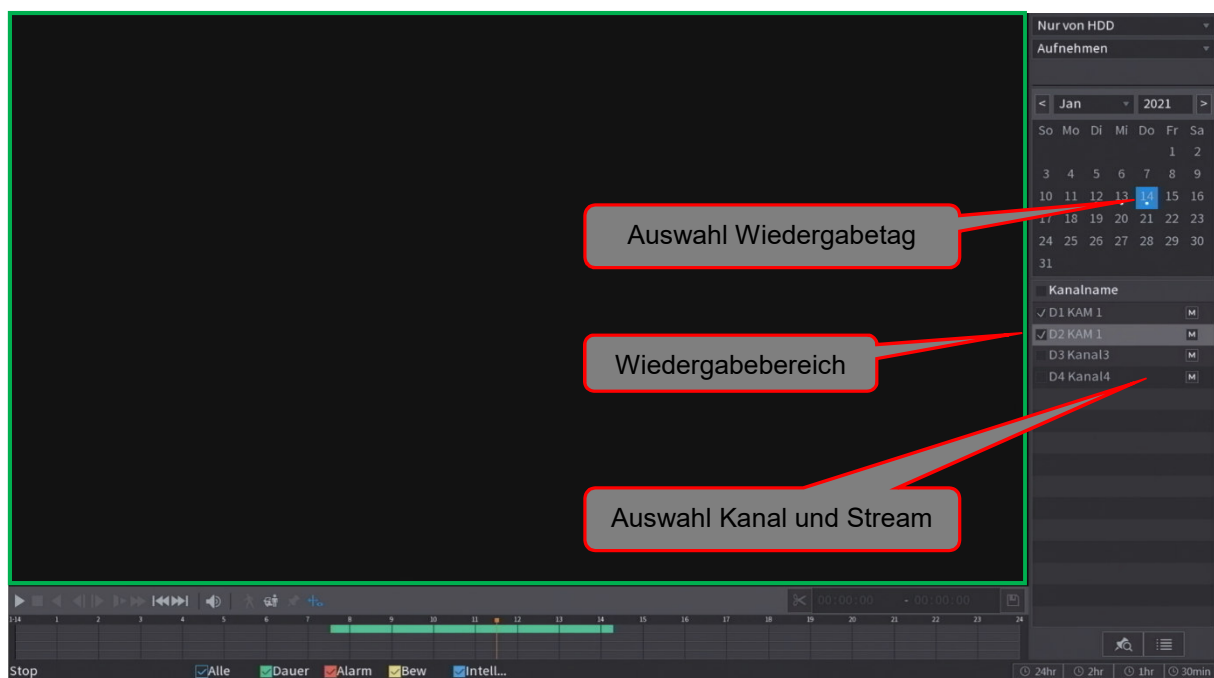 Nur von HDD
Aufnehmen
< Jan 2021 >
So Mo Di Mi Do Fr Sa
1 2
3 4 5 6 7 8 9
10 11 12 13 14 15 16
17 18 19 20 21 22 23
24 25 26 27 28 29 30
31
Auswahl Wiedergabetag
Kanalname
D1 KAM 1 M
D2 KAM 1 M
D3 Kanal3 M
D4 Kanal4 M
Wiedergabebereich
Auswahl Kanal und Stream
00:00:00 - 00:00:00
1-14 1 2 3 4 5 6 7 8 9 10 11 12 13 14 15 16 17 18 19 20 21 22 23 24
Stop Alle Dauer Alarm Bew Intell...
24hr 2hr 1hr 30min